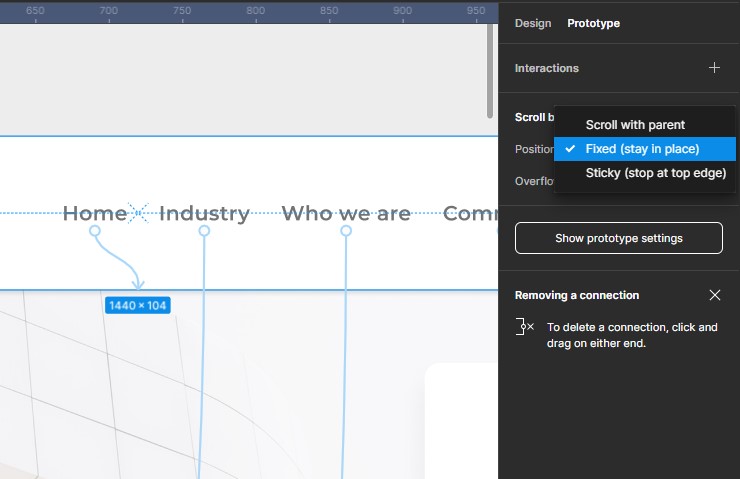 650 700 750 800 850 900 950
Design Prototype
Interactions
Scroll b
Scroll with parent
Position
Fixed (stay in place)
Overflo
Sticky (stop at top edge)
Home Industry Who we are Comm
Show prototype settings
1440 × 104
Removing a connection
To delete a connection, click and
drag on either end.